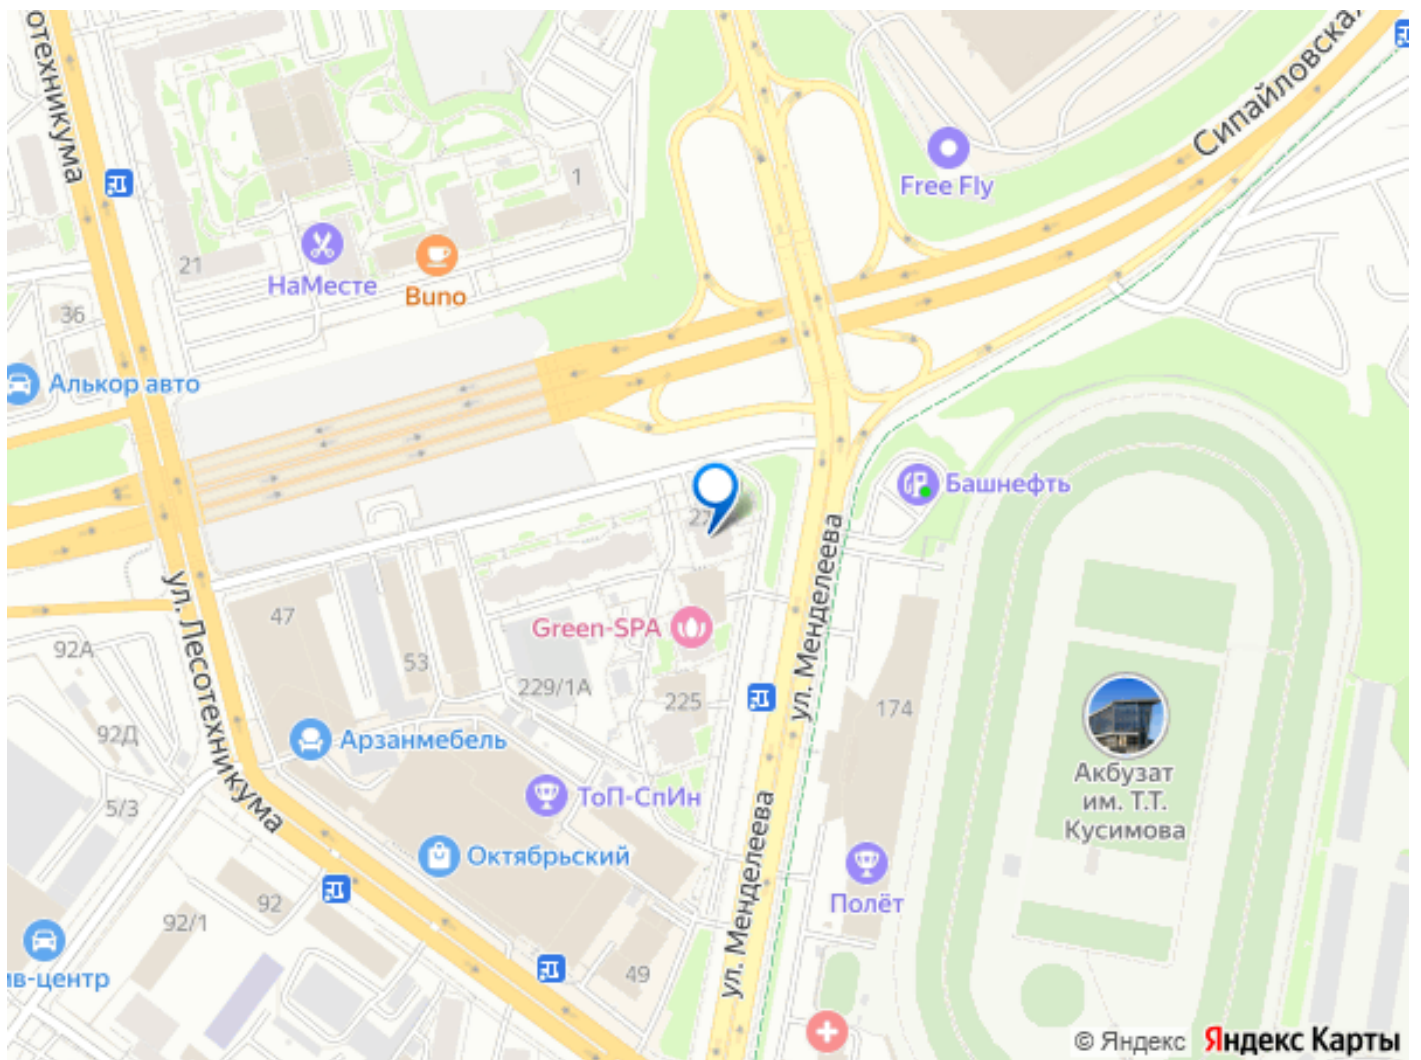 отехникума
Сипайловская
Free Fly
1
21
НаМесте
Buno
36
Алькор авто
Башнефть
ул. Лесотехникума
ул. Менделеева
47
92А
Green-SPA
53
229/1А
225
174
92Д
Арзанмебель
Акбузат
им. Т.Т.
Кусимова
5/3
ТоП-СпИн
Октябрьский
ул. Менделеева
Полёт
92
92/1
49
ив-центр
© Яндекс
Яндекс Карты